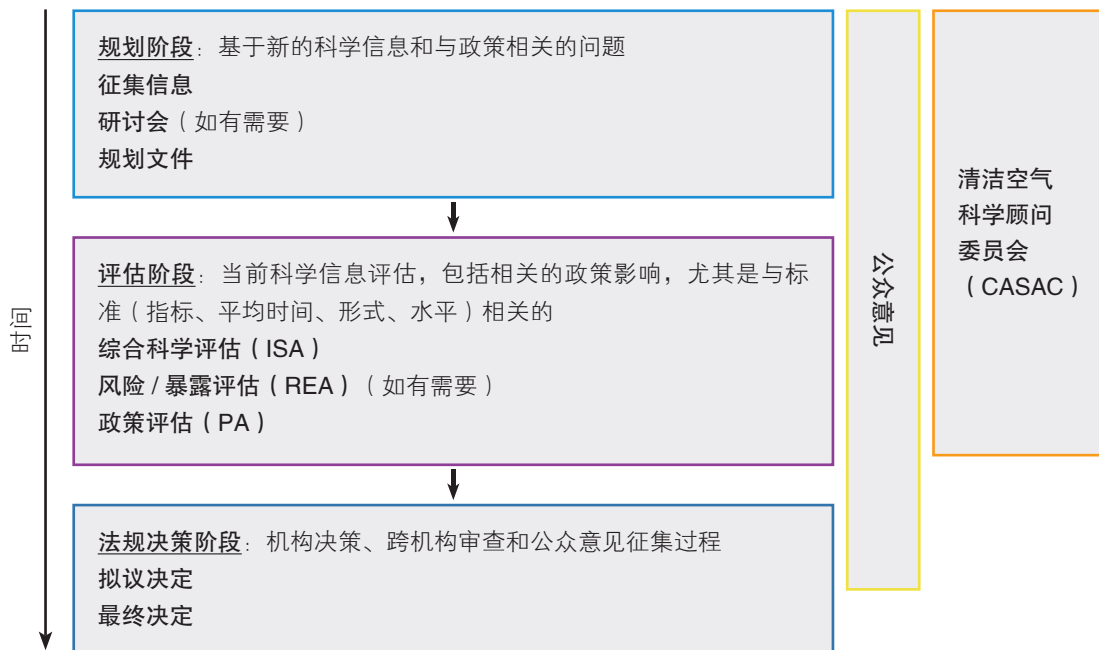 规划阶段：基于新的科学信息和与政策相关的问题
征集信息
研讨会（如有需要）
规划文件
评估阶段：当前科学信息评估，包括相关的政策影响，尤其是与标
准（指标、平均时间、形式、水平）相关的
综合科学评估（ISA）
风险 / 暴露评估（REA）（如有需要）
政策评估（PA）
法规决策阶段：机构决策、跨机构审查和公众意见征集过程
拟议决定
最终决定
时间
公众意见
清洁空气
科学顾问
委员会
（CASAC）